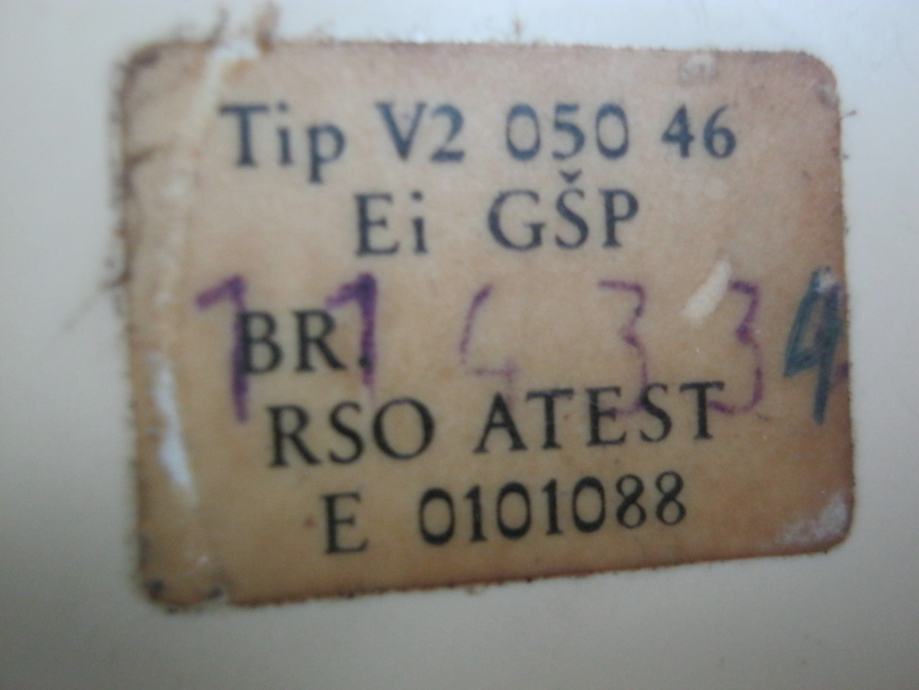 Tip V2 050 46
Ei GŠP
BR. 114334
RSO ATEST
E 0101088